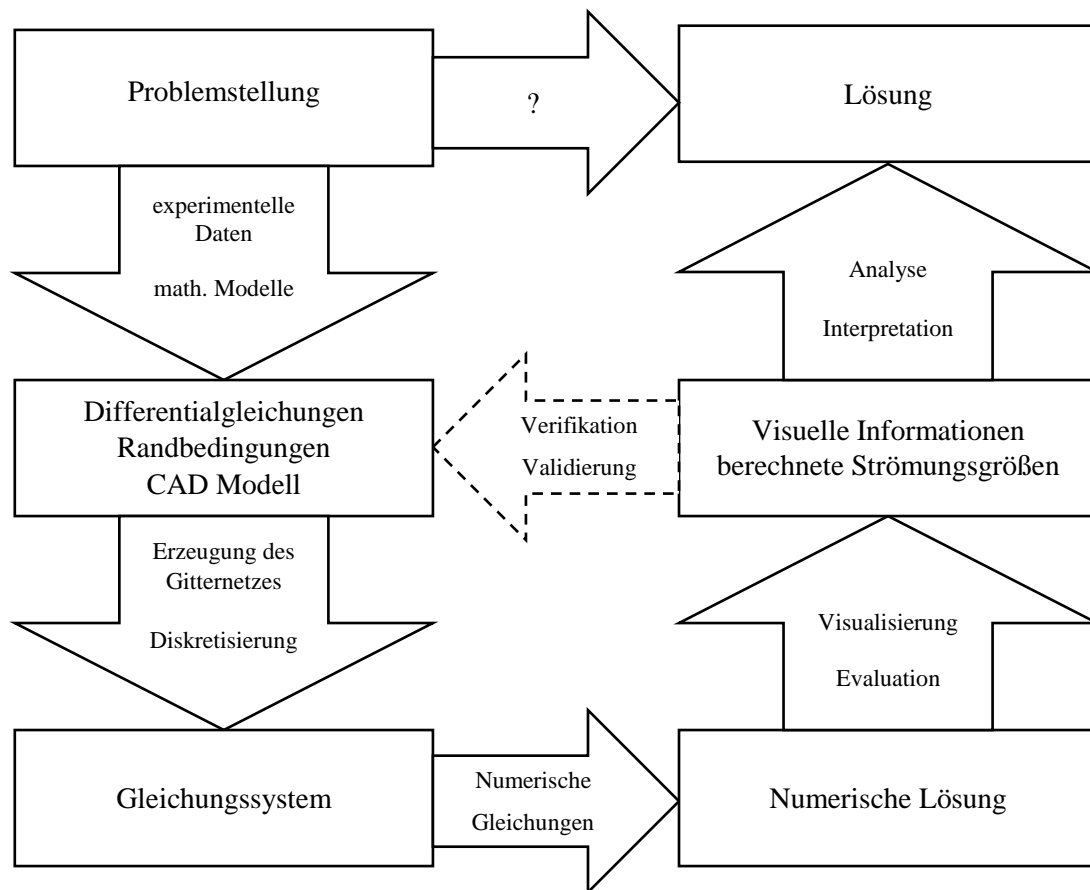 Problemstellung
?
Lösung
experimentelle
Daten
math. Modelle
Analyse
Interpretation
Differentialgleichungen
Randbedingungen
CAD Modell
Verifikation
Validierung
Visuelle Informationen
berechnete Strömungsgrößen
Erzeugung des
Gitternetzes
Diskretisierung
Visualisierung
Evaluation
Gleichungssystem
Numerische
Gleichungen
Numerische Lösung